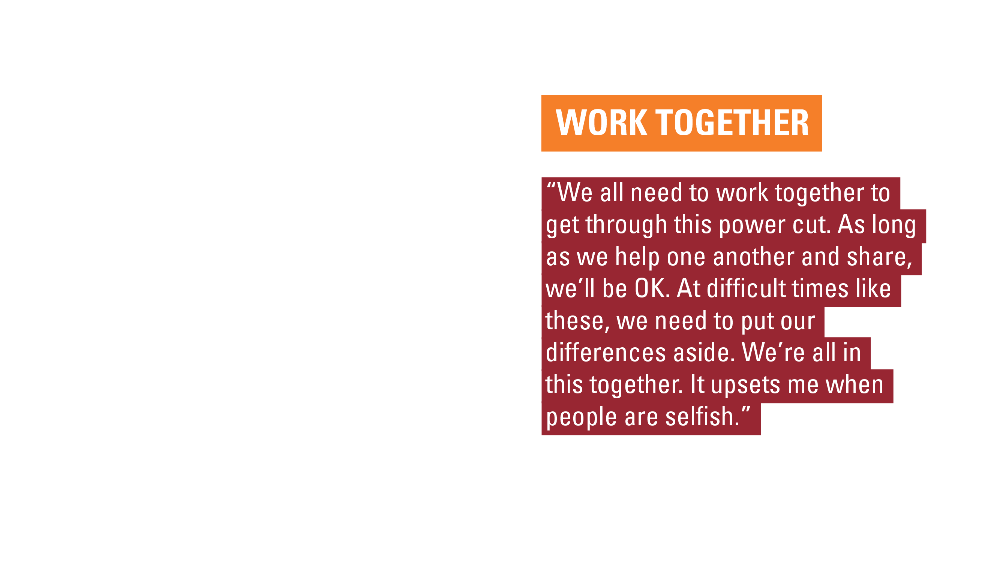 WORK TOGETHER
“We all need to work together to
get through this power cut. As long
as we help one another and share,
we’ll be OK. At difficult times like
these, we need to put our
differences aside. We’re all in
this together. It upsets me when
people are selfish.”